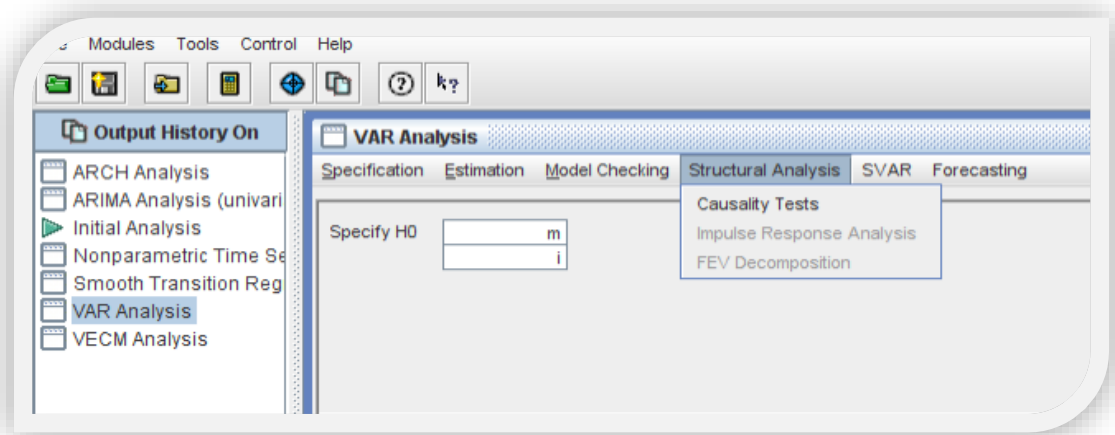 Modules Tools Control Help
Output History On
ARCH Analysis
ARIMA Analysis (univari
Initial Analysis
Nonparametric Time Se
Smooth Transition Reg
VAR Analysis
VECM Analysis
VAR Analysis
Specification Estimation Model Checking Structural Analysis SVAR Forecasting
Causality Tests
Impulse Response Analysis
FEV Decomposition
Specify H0 m
i